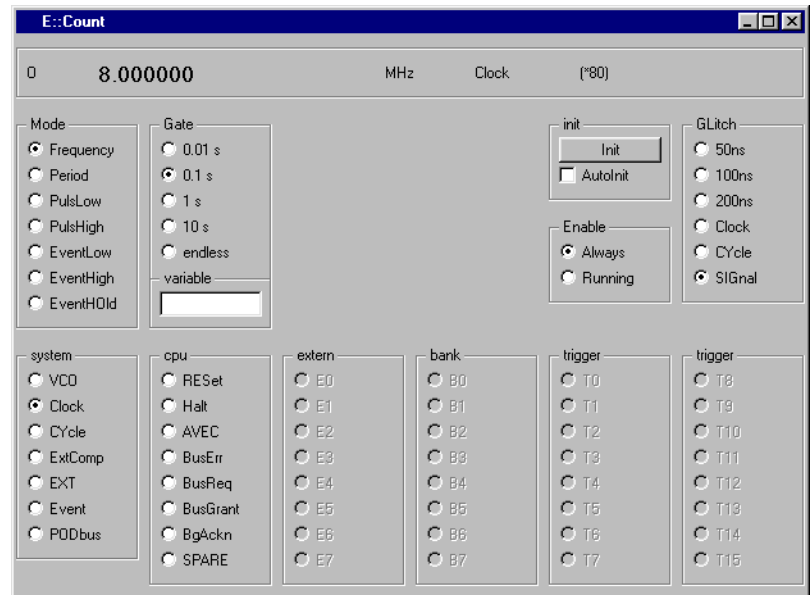 E::Count
0 8.000000 MHz Clock (*80)
Mode
Frequency
Period
PulsLow
PulsHigh
EventLow
EventHigh
EventHOld
Gate
0.01 s
0.1 s
1 s
10 s
endless
variable
init
Init
AutoInit
Enable
Always
Running
GLitch
50ns
100ns
200ns
Clock
CYcle
SIGnal
system
VCO
Clock
CYcle
ExtComp
EXT
Event
PODbus
cpu
RESet
Halt
AVEC
BusErr
BusReq
BusGrant
BgAckn
SPARE
extern
E0
E1
E2
E3
E4
E5
E6
E7
bank
B0
B1
B2
B3
B4
B5
B6
B7
trigger
T0
T1
T2
T3
T4
T5
T6
T7
trigger
T8
T9
T10
T11
T12
T13
T14
T15